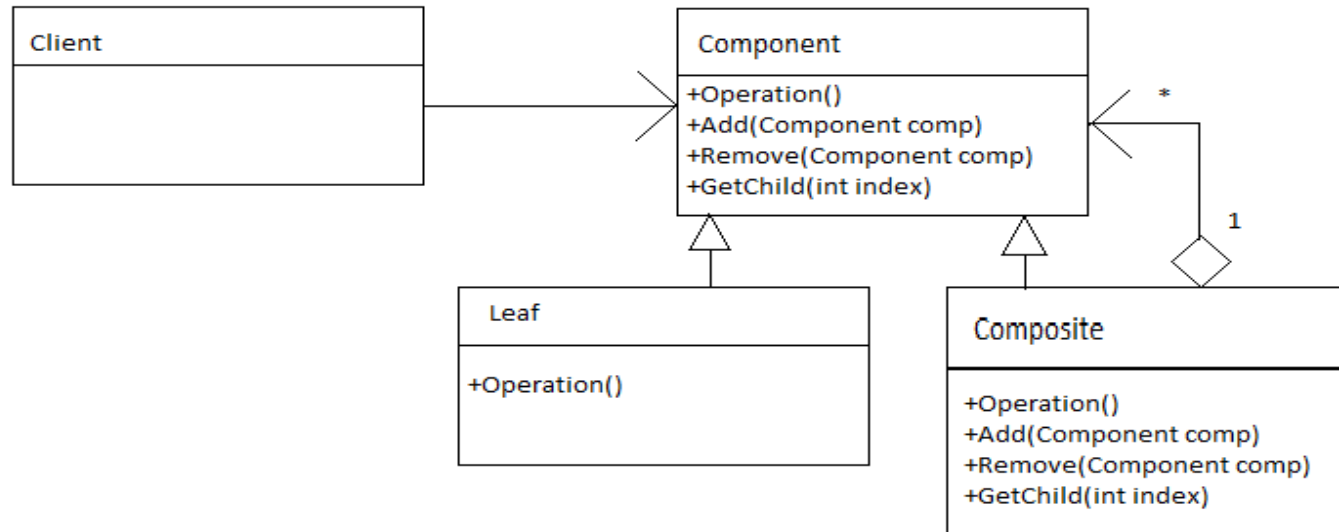 Client
Component
+Operation()
+Add(Component comp)
+Remove(Component comp)
+GetChild(int index)
*
1
Leaf
+Operation()
Composite
+Operation()
+Add(Component comp)
+Remove(Component comp)
+GetChild(int index)